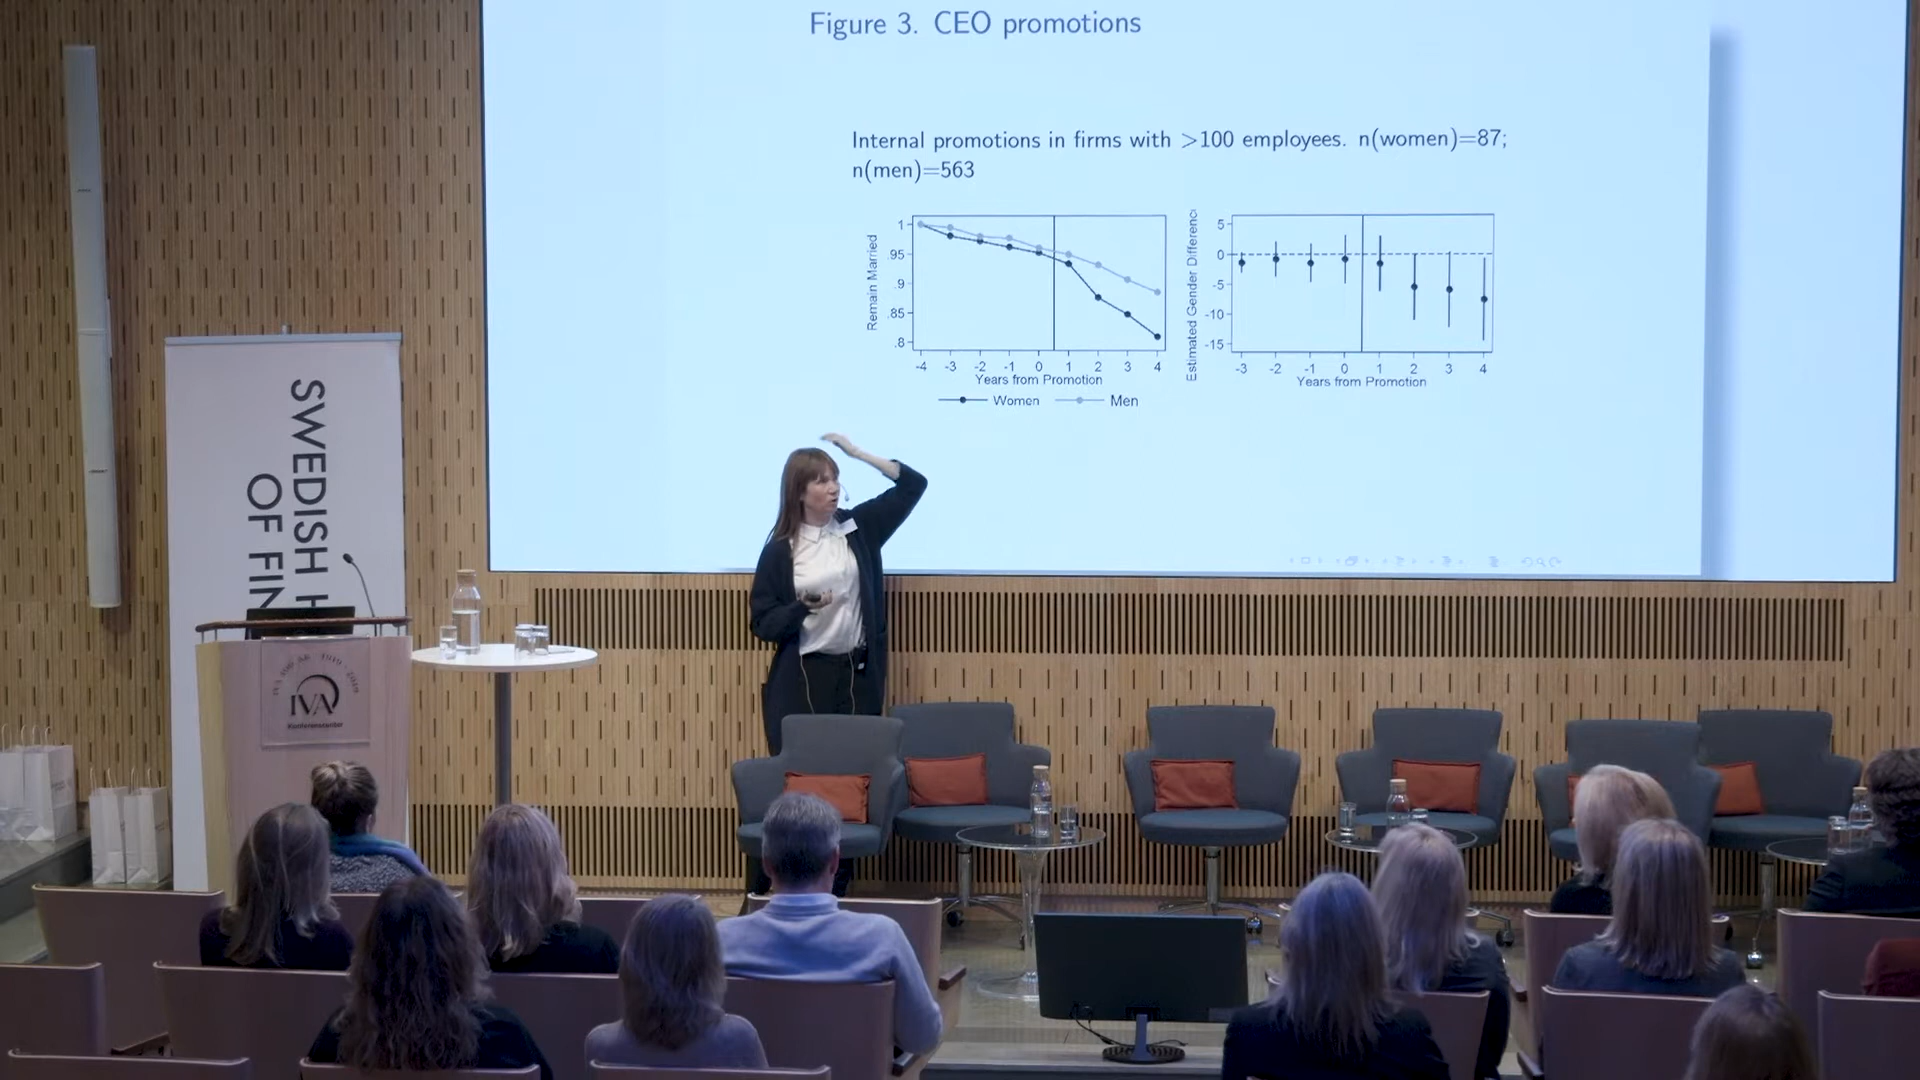 Figure 3. CEO promotions
Internal promotions in firms with >100 employees. n(women)=87;
n(men)=563
Remain Married
1
.95
.9
.85
.8
-4 -3 -2 -1 0 1 2 3 4
Years from Promotion
Women Men
Estimated Gender Difference
5
0
-5
-10
-15
-3 -2 -1 0 1 2 3 4
Years from Promotion
SWEDISH H
OF FIN
IVA
Konferenscenter